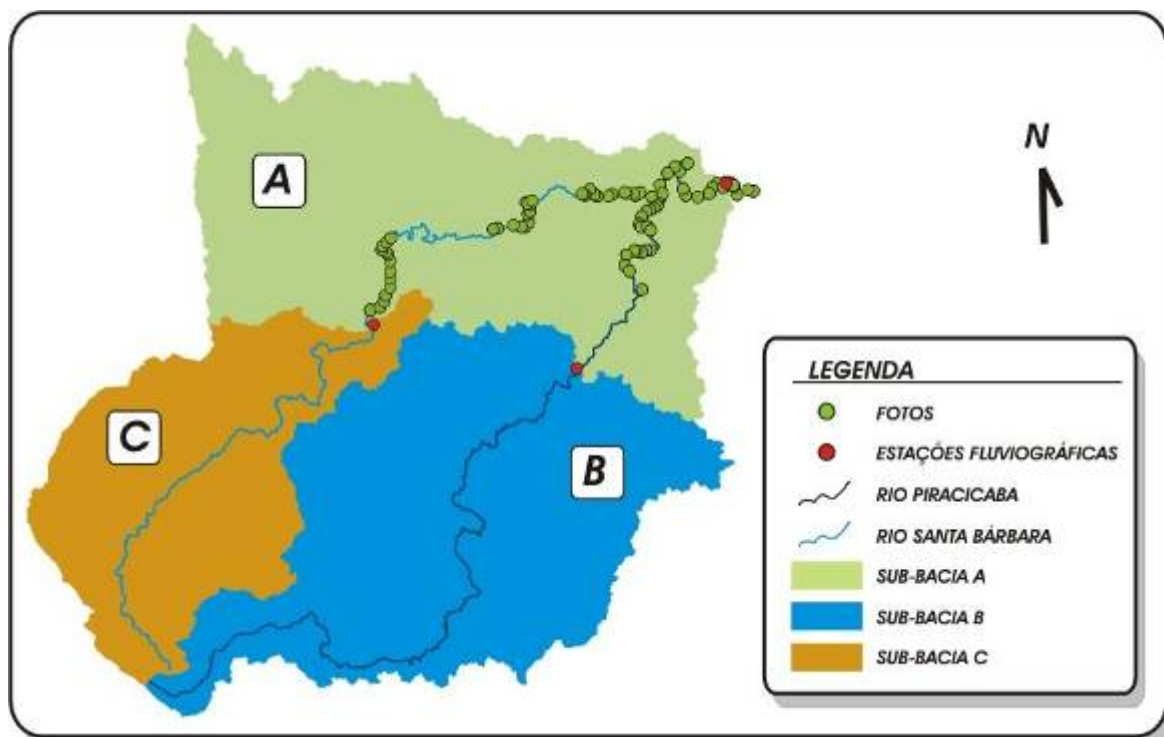 A
N
C
B
LEGENDA
FOTOS
ESTAÇÕES FLUVIOGRÁFICAS
RIO PIRACICABA
RIO SANTA BÁRBARA
SUB-BACIA A
SUB-BACIA B
SUB-BACIA C